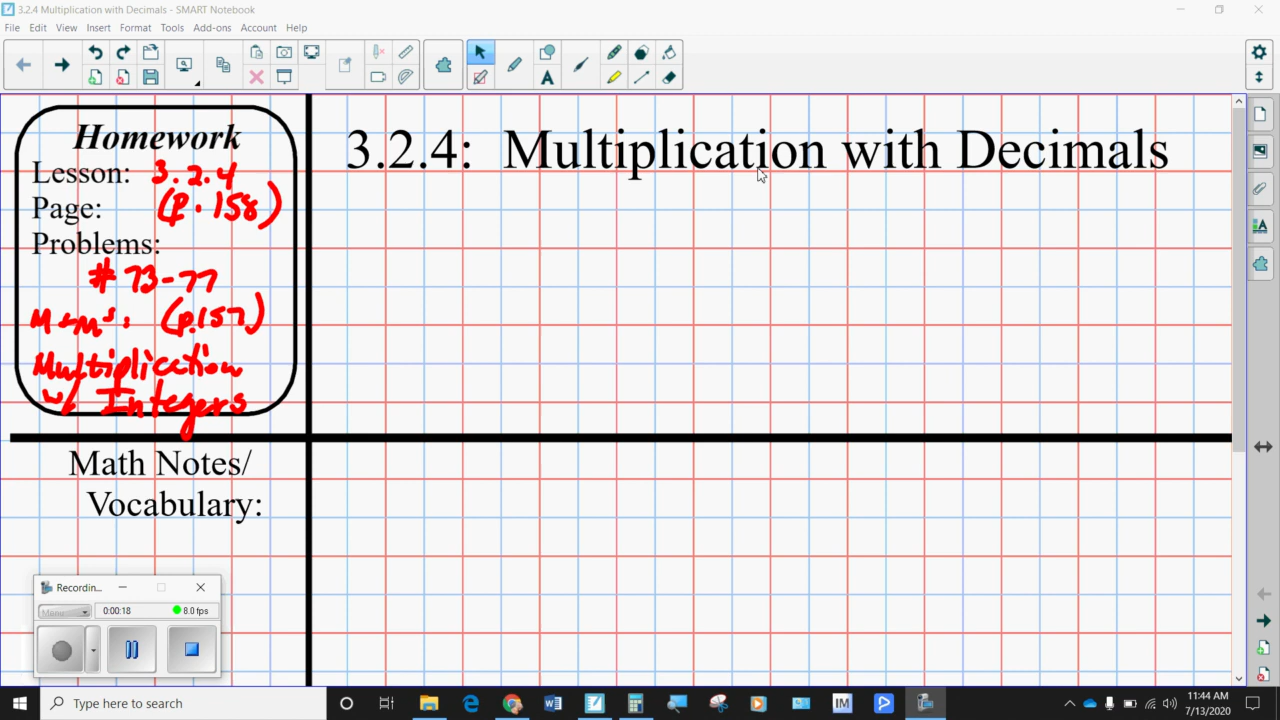 3.2.4 Multiplication with Decimals - SMART Notebook
File Edit View Insert Format Tools Add-ons Account Help
Homework
Lesson: 3.2.4
Page: (p. 158)
Problems:
# 73-77
M+M's: (p.157)
Multiplication
w/ Integers
3.2.4: Multiplication with Decimals
Math Notes/
Vocabulary:
Recordin...
Menu 0:00:18 8.0 fps
Type here to search
IM
11:44 AM
7/13/2020